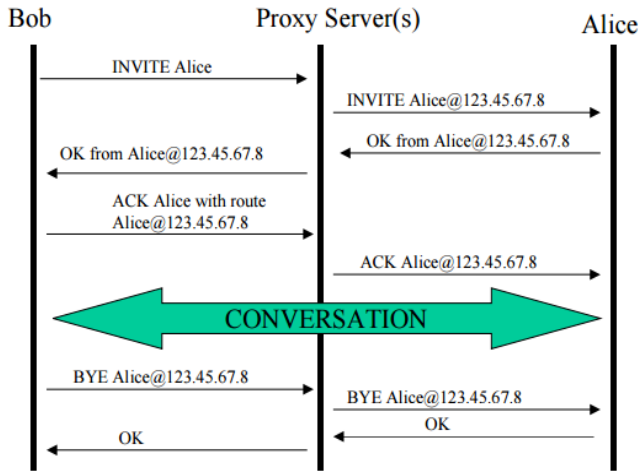 Bob
Proxy Server(s)
Alice
INVITE Alice
INVITE Alice@123.45.67.8
OK from Alice@123.45.67.8
OK from Alice@123.45.67.8
ACK Alice with route
Alice@123.45.67.8
ACK Alice@123.45.67.8
CONVERSATION
BYE Alice@123.45.67.8
BYE Alice@123.45.67.8
OK
OK